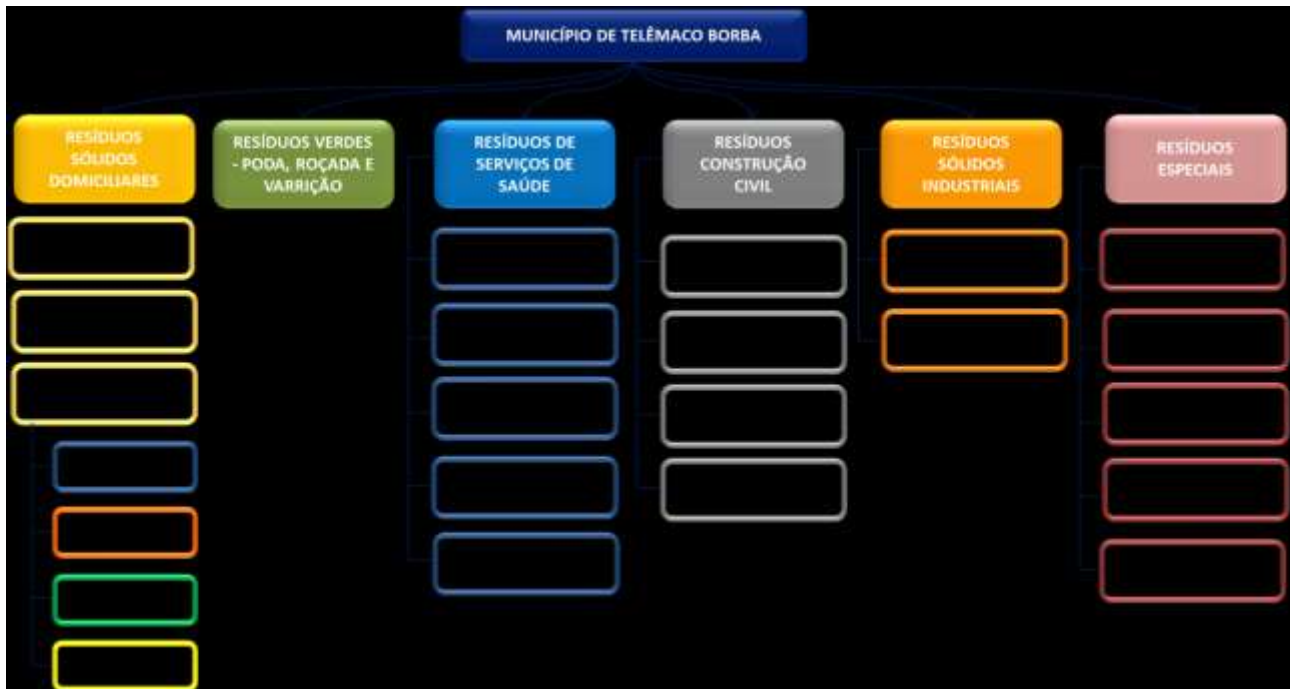 MUNICÍPIO DE TELÊMACO BORBA
RESÍDUOS
SÓLIDOS
DOMICILIARES
RESÍDUOS VERDES
- PODA, ROÇADA E
VARRIÇÃO
RESÍDUOS DE
SERVIÇOS DE
SAÚDE
RESÍDUOS
CONSTRUÇÃO
CIVIL
RESÍDUOS
SÓLIDOS
INDUSTRIAIS
RESÍDUOS
ESPECIAIS